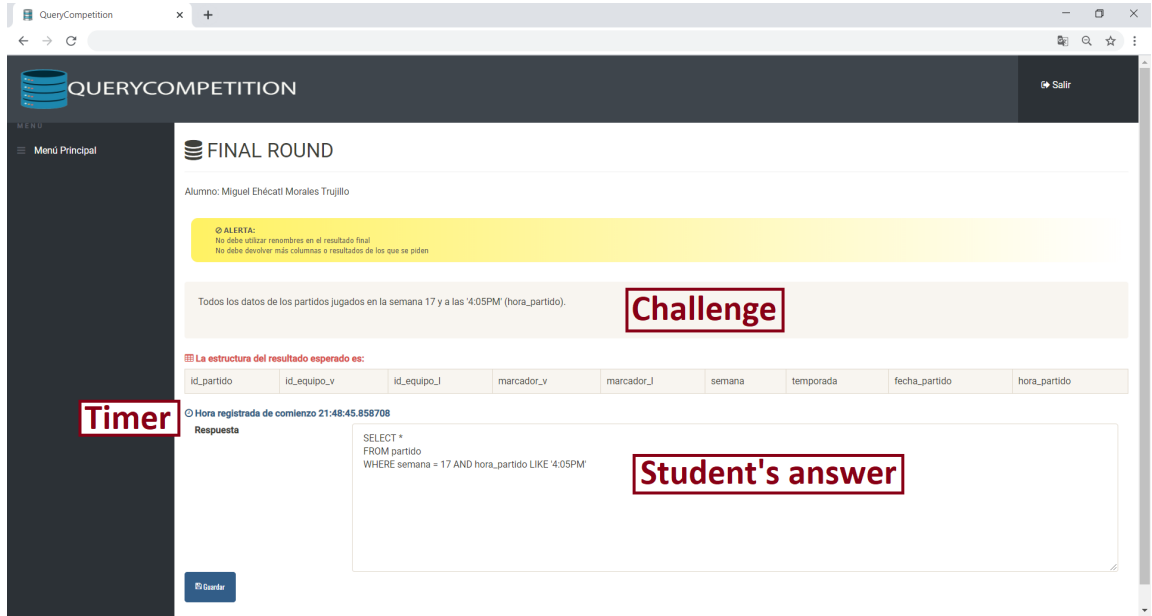 QueryCompetition
QUERYCOMPETITION
Salir
MENÚ
Menú Principal
FINAL ROUND
Alumno: Miguel Ehécatl Morales Trujillo
ALERTA:
No debe utilizar renombres en el resultado final
No debe devolver más columnas o resultados de los que se piden
Todos los datos de los partidos jugados en la semana 17 y a las '4:05PM' (hora_partido).
Challenge
La estructura del resultado esperado es:
id_partido id_equipo_v id_equipo_l marcador_v marcador_l semana temporada fecha_partido hora_partido
Timer
Hora registrada de comienzo 21:48:45.858708
Respuesta
SELECT *
FROM partido
WHERE semana = 17 AND hora_partido LIKE '4:05PM'
Student's answer
Guardar